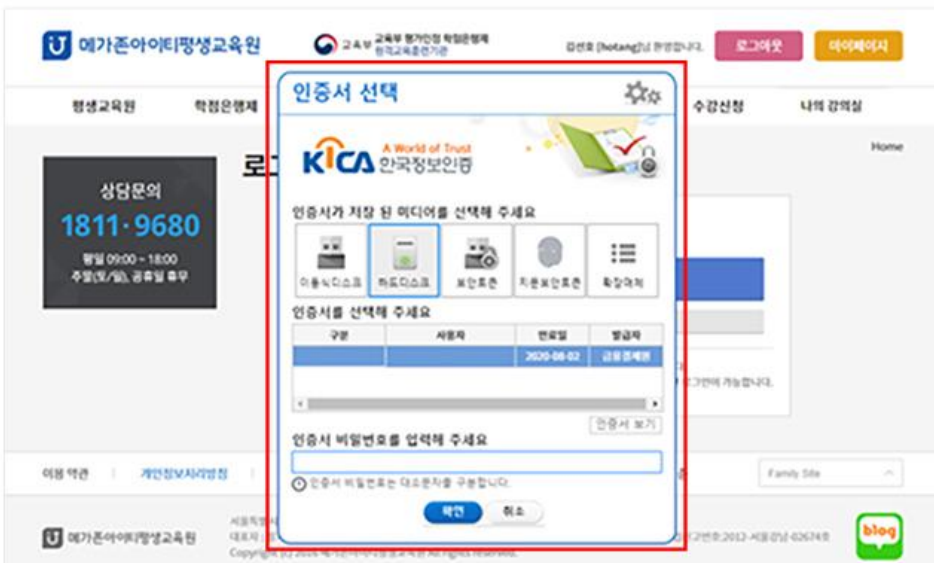 메가존아이티평생교육원
교육부 교육부 평가인정 학점은행제
원격교육훈련기관
김선호 [hotang]님 환영합니다.
로그아웃
마이페이지
평생교육원
학점은행제
수강신청
나의 강의실
Home
상담문의
1811·9680
평일 09:00 ~ 18:00
주말(토/일), 공휴일 휴무
인증서 선택
KICA
A World of Trust
한국정보인증
인증서가 저장 된 미디어를 선택해 주세요
이동식디스크
하드디스크
보안토큰
지문보안토큰
확장매체
인증서를 선택해 주세요
구분 사용자 만료일 발급자
2020-08-02 금융결제원
인증서 보기
인증서 비밀번호를 입력해 주세요
인증서 비밀번호는 대소문자를 구분합니다.
확인
취소
이용 약관
개인정보처리방침
Family Site
메가존아이티평생교육원
blog